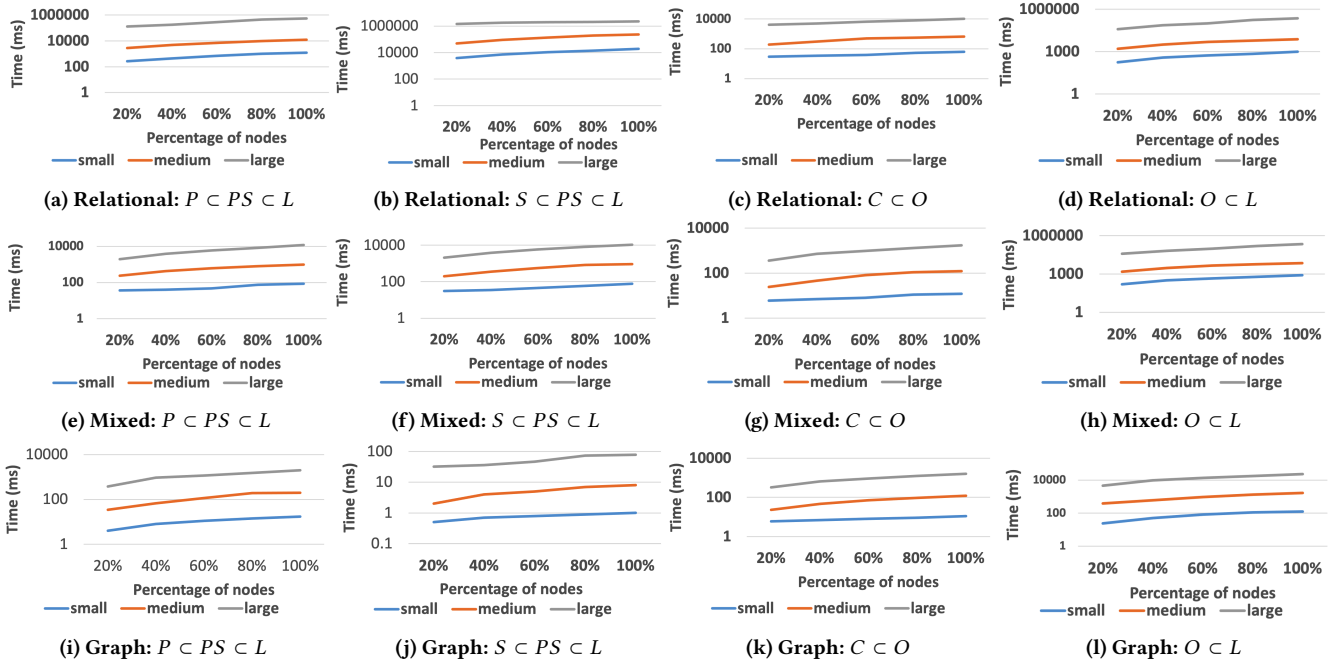 Time (ms)
1000000
10000
100
1
20% 40% 60% 80% 100%
Percentage of nodes
small medium large
(a) Relational: P ⊂ PS ⊂ L
Time (ms)
1000000
10000
100
1
20% 40% 60% 80% 100%
Percentage of nodes
small medium large
(b) Relational: S ⊂ PS ⊂ L
Time (ms)
10000
100
1
20% 40% 60% 80% 100%
Percentage of nodes
small medium large
(c) Relational: C ⊂ O
Time (ms)
1000000
1000
1
20% 40% 60% 80% 100%
Percentage of nodes
small medium large
(d) Relational: O ⊂ L
Time (ms)
10000
100
1
20% 40% 60% 80% 100%
Percentage of nodes
small medium large
(e) Mixed: P ⊂ PS ⊂ L
Time (ms)
10000
100
1
20% 40% 60% 80% 100%
Percentage of nodes
small medium large
(f) Mixed: S ⊂ PS ⊂ L
Time (ms)
10000
100
1
20% 40% 60% 80% 100%
Percentage of nodes
small medium large
(g) Mixed: C ⊂ O
Time (ms)
1000000
1000
1
20% 40% 60% 80% 100%
Percentage of nodes
small medium large
(h) Mixed: O ⊂ L
Time (ms)
10000
100
1
20% 40% 60% 80% 100%
Percentage of nodes
small medium large
(i) Graph: P ⊂ PS ⊂ L
Time (ms)
100
10
1
0.1
20% 40% 60% 80% 100%
Percentage of nodes
small medium large
(j) Graph: S ⊂ PS ⊂ L
Time (ms)
10000
100
1
20% 40% 60% 80% 100%
Percentage of nodes
small medium large
(k) Graph: C ⊂ O
Time (ms)
10000
100
1
20% 40% 60% 80% 100%
Percentage of nodes
small medium large
(l) Graph: O ⊂ L